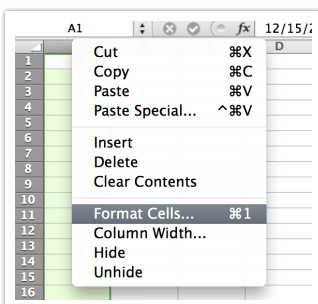 A1 fx 12/15/2
D
1
2
3
4
5
6
7
8
9
10
11
12
13
14
15
16
Cut ⌘X
Copy ⌘C
Paste ⌘V
Paste Special... ^⌘V
Insert
Delete
Clear Contents
Format Cells... ⌘1
Column Width...
Hide
Unhide